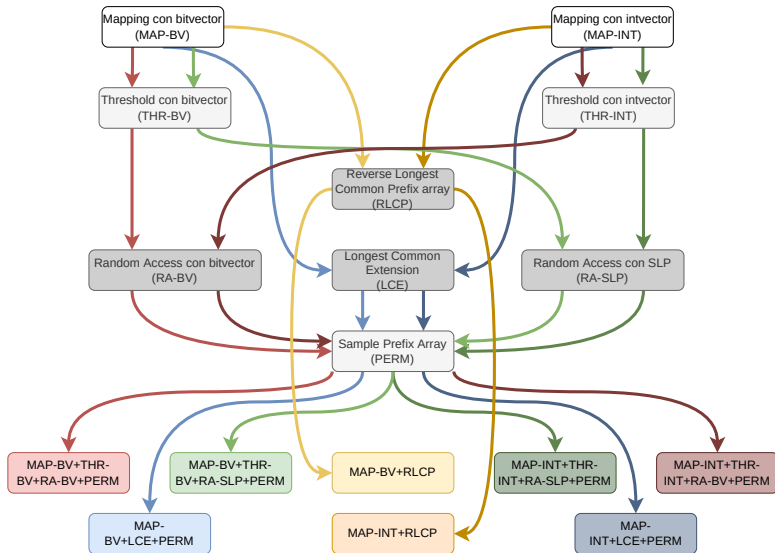 Mapping con bitvector
(MAP-BV)
Mapping con intvector
(MAP-INT)
Threshold con bitvector
(THR-BV)
Threshold con intvector
(THR-INT)
Reverse Longest
Common Prefix array
(RLCP)
Random Access con bitvector
(RA-BV)
Longest Common
Extension
(LCE)
Random Access con SLP
(RA-SLP)
Sample Prefix Array
(PERM)
MAP-BV+THR-
BV+RA-BV+PERM
MAP-BV+THR-
BV+RA-SLP+PERM
MAP-BV+RLCP
MAP-INT+THR-
INT+RA-SLP+PERM
MAP-INT+THR-
INT+RA-BV+PERM
MAP-
BV+LCE+PERM
MAP-INT+RLCP
MAP-
INT+LCE+PERM